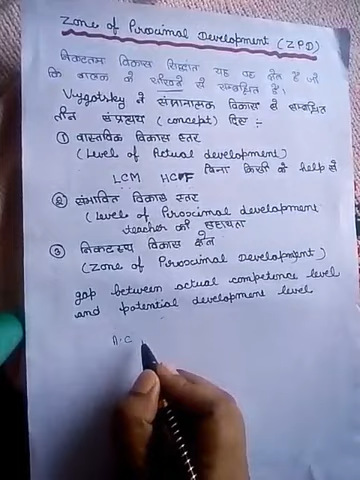 Zone of Proximal Development (ZPD)
निकटतम विकास सिद्धांत यह वह क्षेत्र है जो
कि बालक के सीखने से सम्बन्धित है।
Vygotsky ने संज्ञानात्मक विकास से सम्बंधित
तीन संप्रत्यय (concept) दिए :-
① वास्तविक विकास स्तर
(Level of Actual development)
LCM HCF बिना किसी के help से
② संभावित विकास स्तर
(Levels of Proximal development
teacher की सहायता
③ निकटस्थ विकास क्षेत्र
(Zone of Proximal Development)
gap between actual competence level
and potential development level
A.C